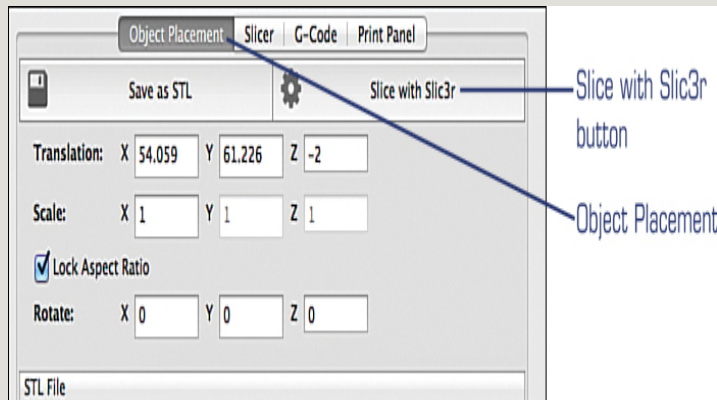 Object Placement Slicer G-Code Print Panel
Save as STL Slice with Slic3r
Slice with Slic3r
button
Translation: X 54.059 Y 61.226 Z -2
Scale: X 1 Y 1 Z 1
Object Placement
Lock Aspect Ratio
Rotate: X 0 Y 0 Z 0
STL File